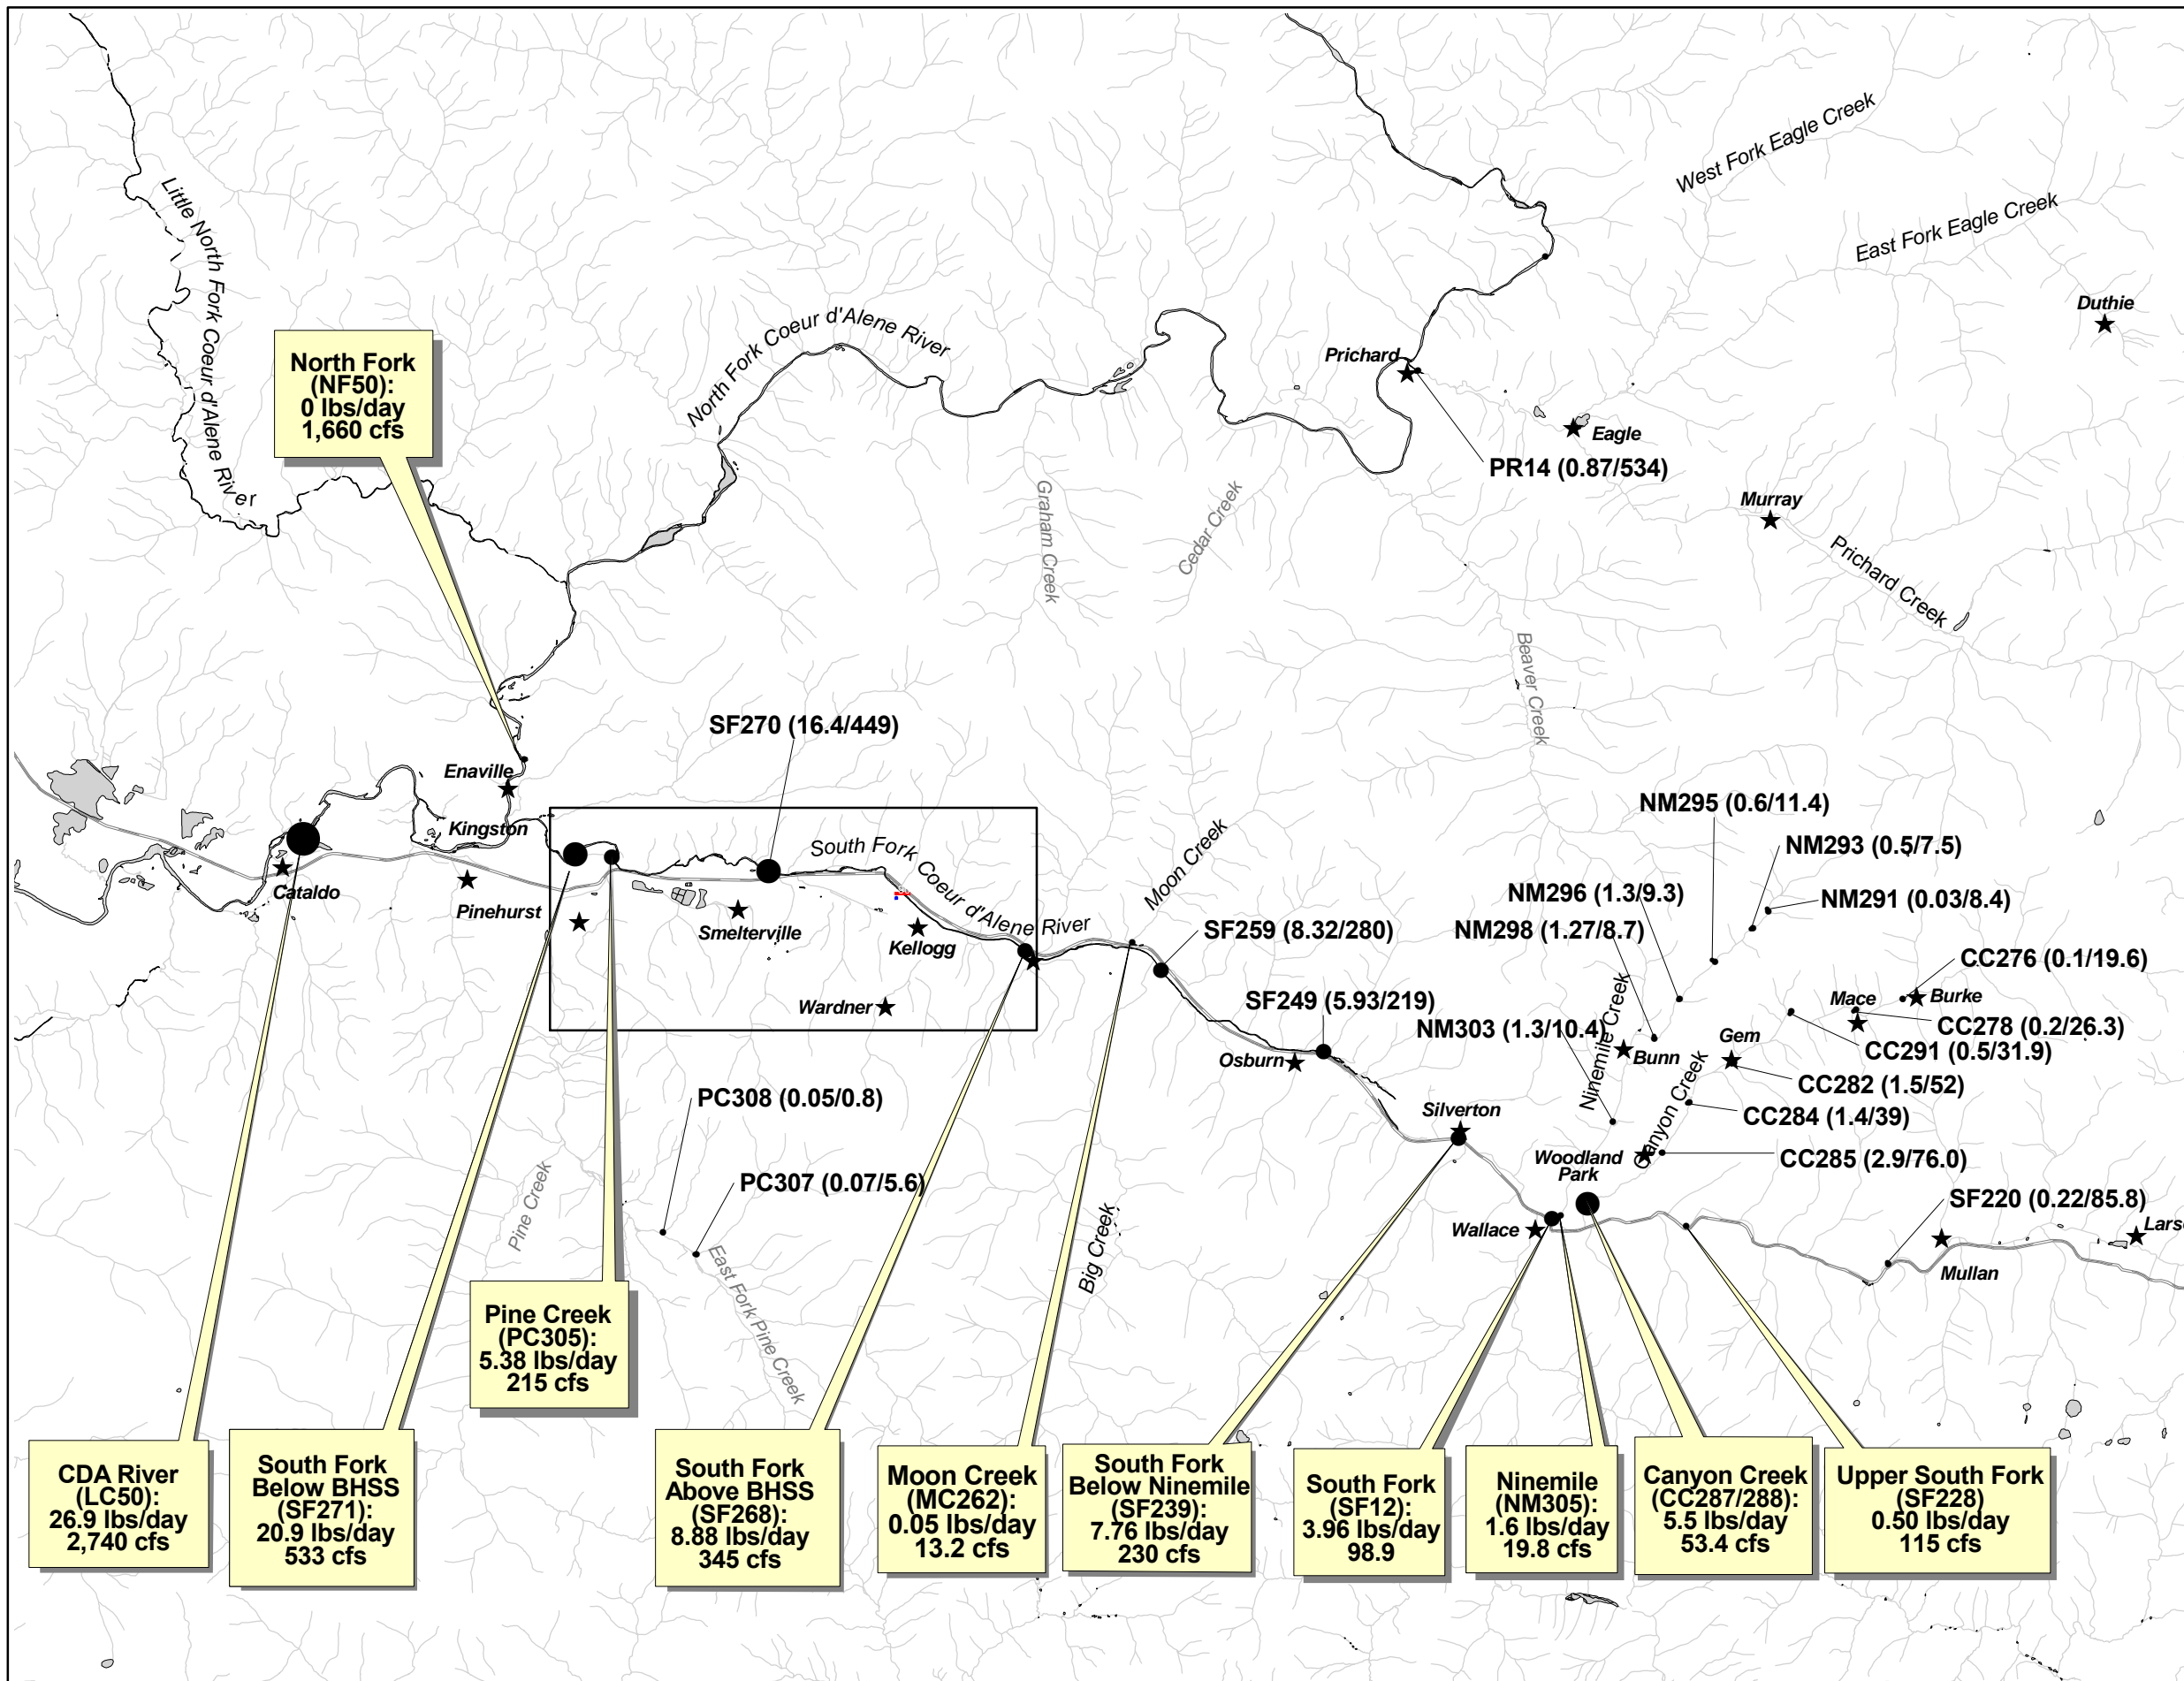 West Fork Eagle Creek
East Fork Eagle Creek
Little North Fork Coeur d'Alene River
Duthie
North Fork
(NF50):
0 lbs/day
1,660 cfs
North Fork Coeur d'Alene River
Prichard
Eagle
PR14 (0.87/534)
Murray
Graham Creek
Cedar Creek
Prichard Creek
Beaver Creek
SF270 (16.4/449)
Enaville
Kingston
NM295 (0.6/11.4)
South Fork Coeur d'Alene River
Moon Creek
NM293 (0.5/7.5)
Cataldo
Pinehurst
Smelterville
Kellogg
NM296 (1.3/9.3)
NM291 (0.03/8.4)
SF259 (8.32/280)
NM298 (1.27/8.7)
CC276 (0.1/19.6)
Wardner
SF249 (5.93/219)
Mace
Burke
NM303 (1.3/10.4)
Ninemile Creek
CC278 (0.2/26.3)
Gem
Osburn
Bunn
CC291 (0.5/31.9)
CC282 (1.5/52)
PC308 (0.05/0.8)
Silverton
Canyon Creek
CC284 (1.4/39)
Woodland
Park
CC285 (2.9/76.0)
PC307 (0.07/5.6)
SF220 (0.22/85.8)
Pine Creek
Big Creek
Wallace
Lars
East Fork Pine Creek
Mullan
Pine Creek
(PC305):
5.38 lbs/day
215 cfs
CDA River
(LC50):
26.9 lbs/day
2,740 cfs
South Fork
Below BHSS
(SF271):
20.9 lbs/day
533 cfs
South Fork
Above BHSS
(SF268):
8.88 lbs/day
345 cfs
Moon Creek
(MC262):
0.05 lbs/day
13.2 cfs
South Fork
Below Ninemile
(SF239):
7.76 lbs/day
230 cfs
South Fork
(SF12):
3.96 lbs/day
98.9
Ninemile
(NM305):
1.6 lbs/day
19.8 cfs
Canyon Creek
(CC287/288):
5.5 lbs/day
53.4 cfs
Upper South Fork
(SF228)
0.50 lbs/day
115 cfs